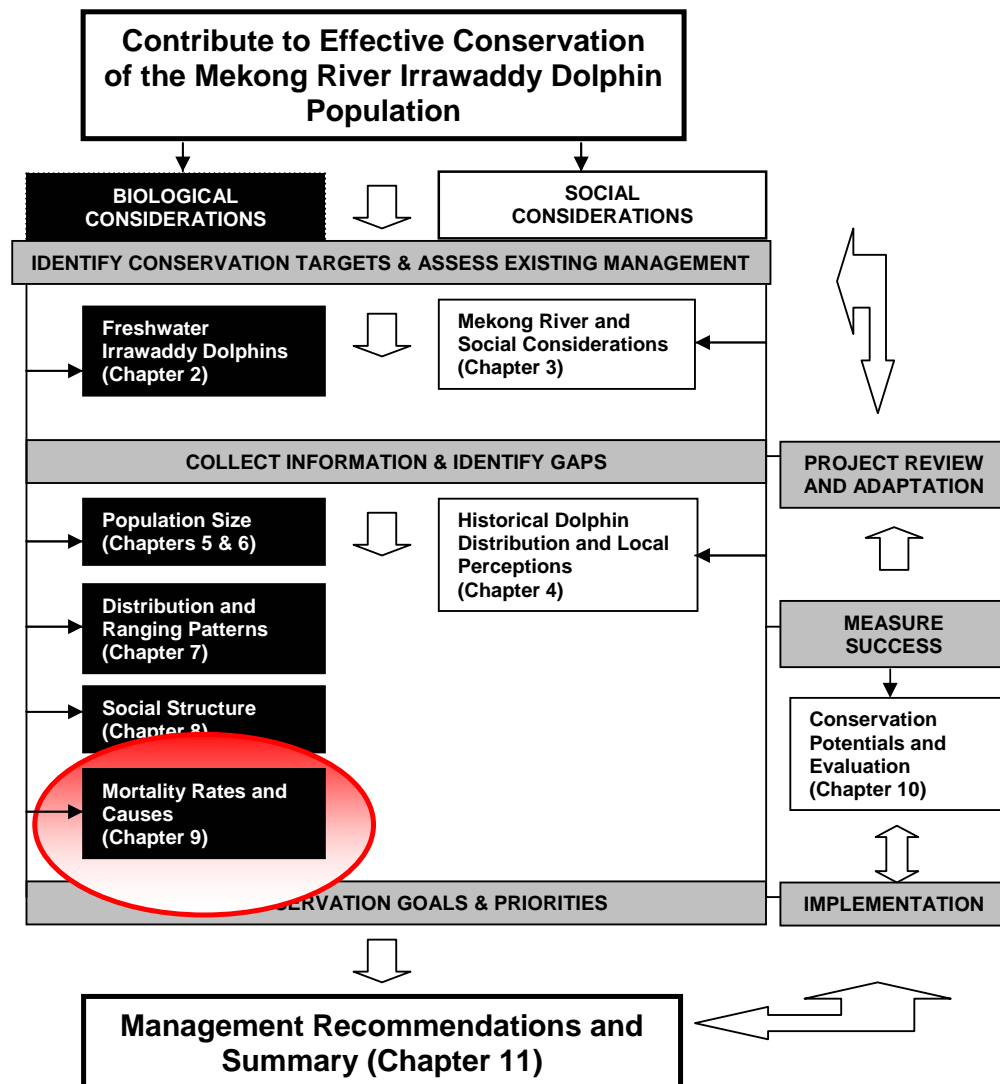 Contribute to Effective Conservation
of the Mekong River Irrawaddy Dolphin
Population
BIOLOGICAL
CONSIDERATIONS
SOCIAL
CONSIDERATIONS
IDENTIFY CONSERVATION TARGETS & ASSESS EXISTING MANAGEMENT
Freshwater
Irrawaddy Dolphins
(Chapter 2)
Mekong River and
Social Considerations
(Chapter 3)
COLLECT INFORMATION & IDENTIFY GAPS
PROJECT REVIEW
AND ADAPTATION
Population Size
(Chapters 5 & 6)
Historical Dolphin
Distribution and Local
Perceptions
(Chapter 4)
Distribution and
Ranging Patterns
(Chapter 7)
MEASURE
SUCCESS
Social Structure
(Chapter 8)
Conservation
Potentials and
Evaluation
(Chapter 10)
Mortality Rates and
Causes
(Chapter 9)
GOALS & PRIORITIES
IMPLEMENTATION
Management Recommendations and
Summary (Chapter 11)